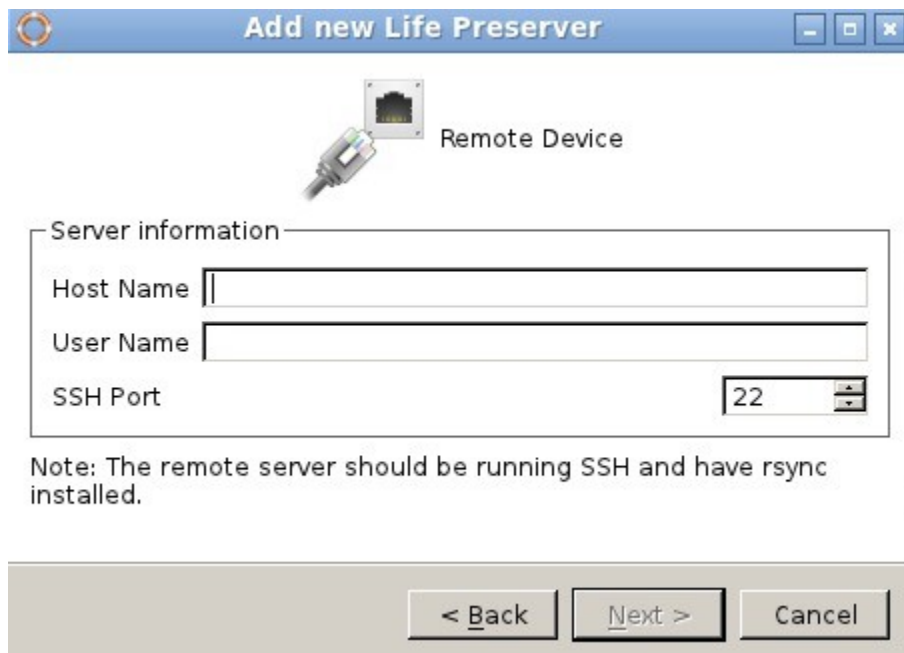 Add new Life Preserver
Remote Device
Server information
Host Name
User Name
SSH Port 22
Note: The remote server should be running SSH and have rsync
installed.
< Back Next > Cancel